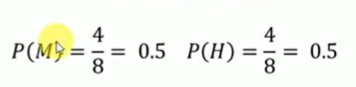 P(M) = 4/8 = 0.5 P(H) = 4/8 = 0.5